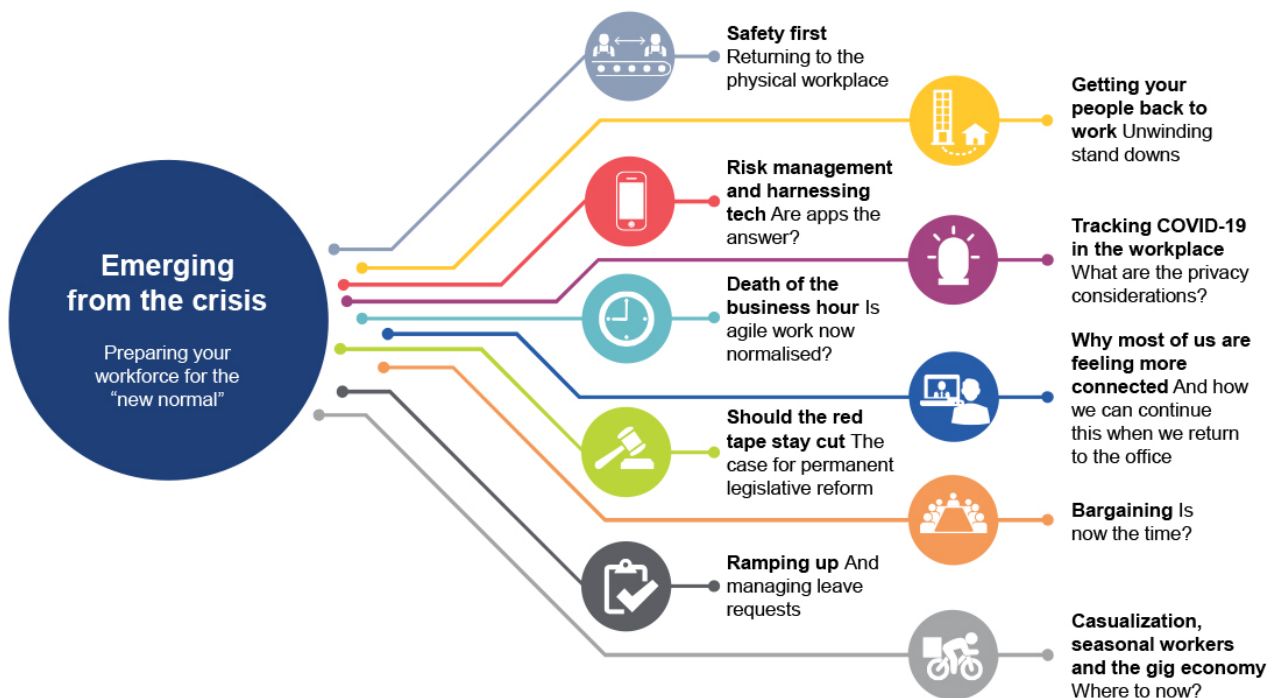 Emerging
from the crisis
Preparing your
workforce for the
“new normal”
Safety first
Returning to the
physical workplace
Getting your
people back to
work Unwinding
stand downs
Risk management
and harnessing
tech Are apps the
answer?
Tracking COVID-19
in the workplace
What are the privacy
considerations?
Death of the
business hour Is
agile work now
normalised?
Why most of us are
feeling more
connected And how
we can continue
this when we return
to the office
Should the red
tape stay cut The
case for permanent
legislative reform
Bargaining Is
now the time?
Ramping up And
managing leave
requests
Casualization,
seasonal workers
and the gig economy
Where to now?